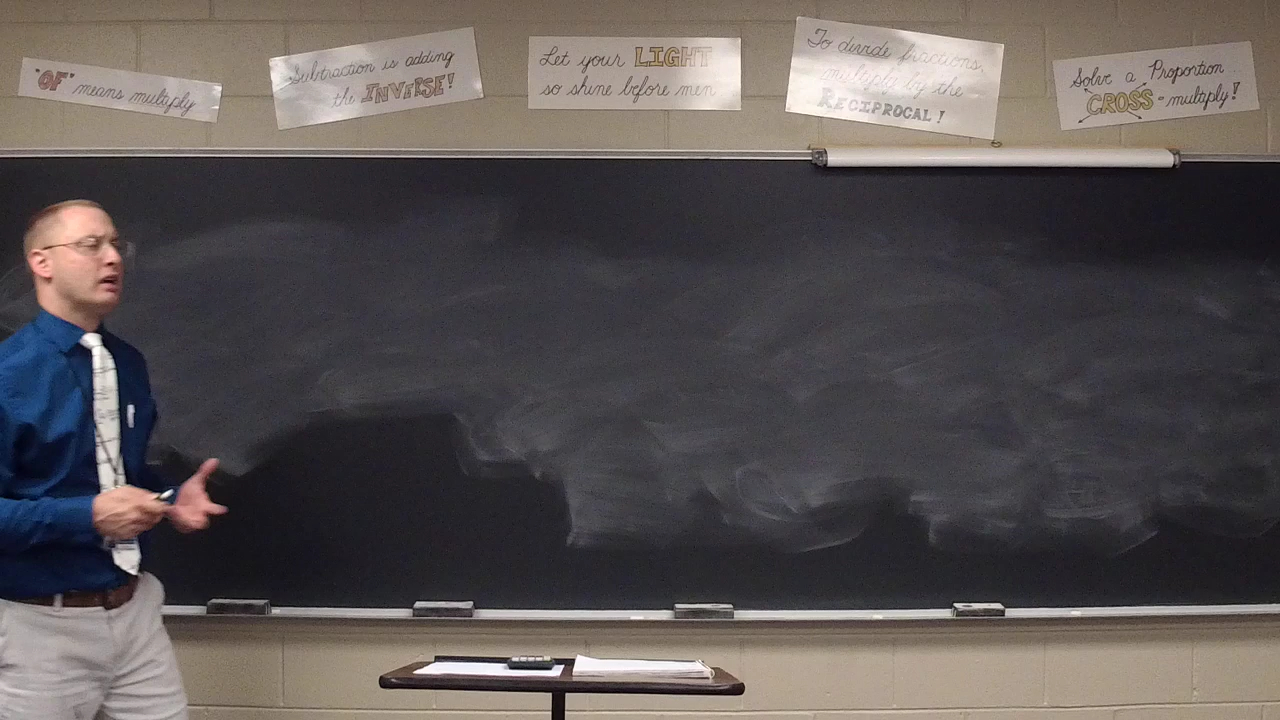 "OF" means multiply
Subtraction is adding
the INVERSE!
Let your LIGHT
so shine before men
To divide fractions,
multiply by the
RECIPROCAL!
Solve a Proportion
CROSS-multiply!